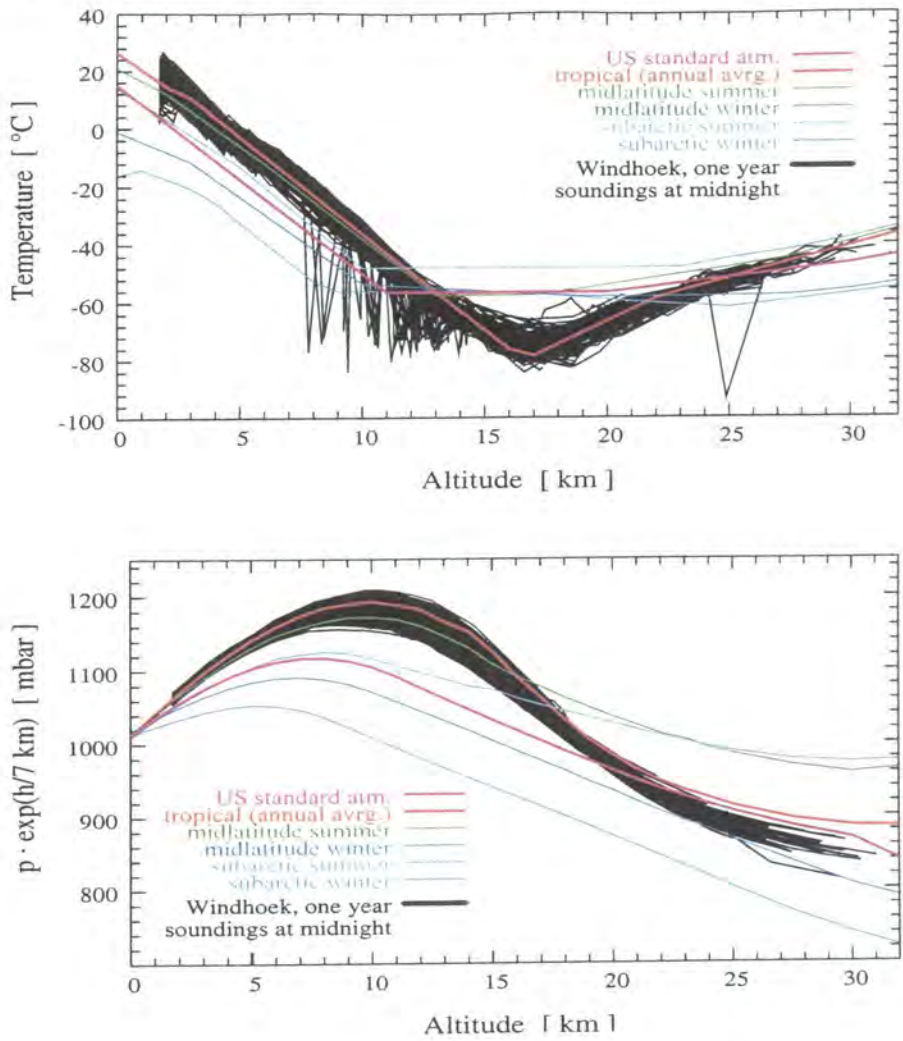 40
20
0
-20
-40
-60
-80
-100
Temperature [ °C]
US standard atm.
tropical (annual avrg.)
midlatitude summer
midlatitude winter
subarctic summer
subarctic winter
Windhoek, one year
soundings at midnight
0 5 10 15 20 25 30
Altitude [ km ]
1200
1100
1000
900
800
p · exp(h/7 km) [ mbar]
US standard atm.
tropical (annual avrg.)
midlatitude summer
midlatitude winter
subarctic summer
subarctic winter
Windhoek, one year
soundings at midnight
0 5 10 15 20 25 30
Altitude [ km ]